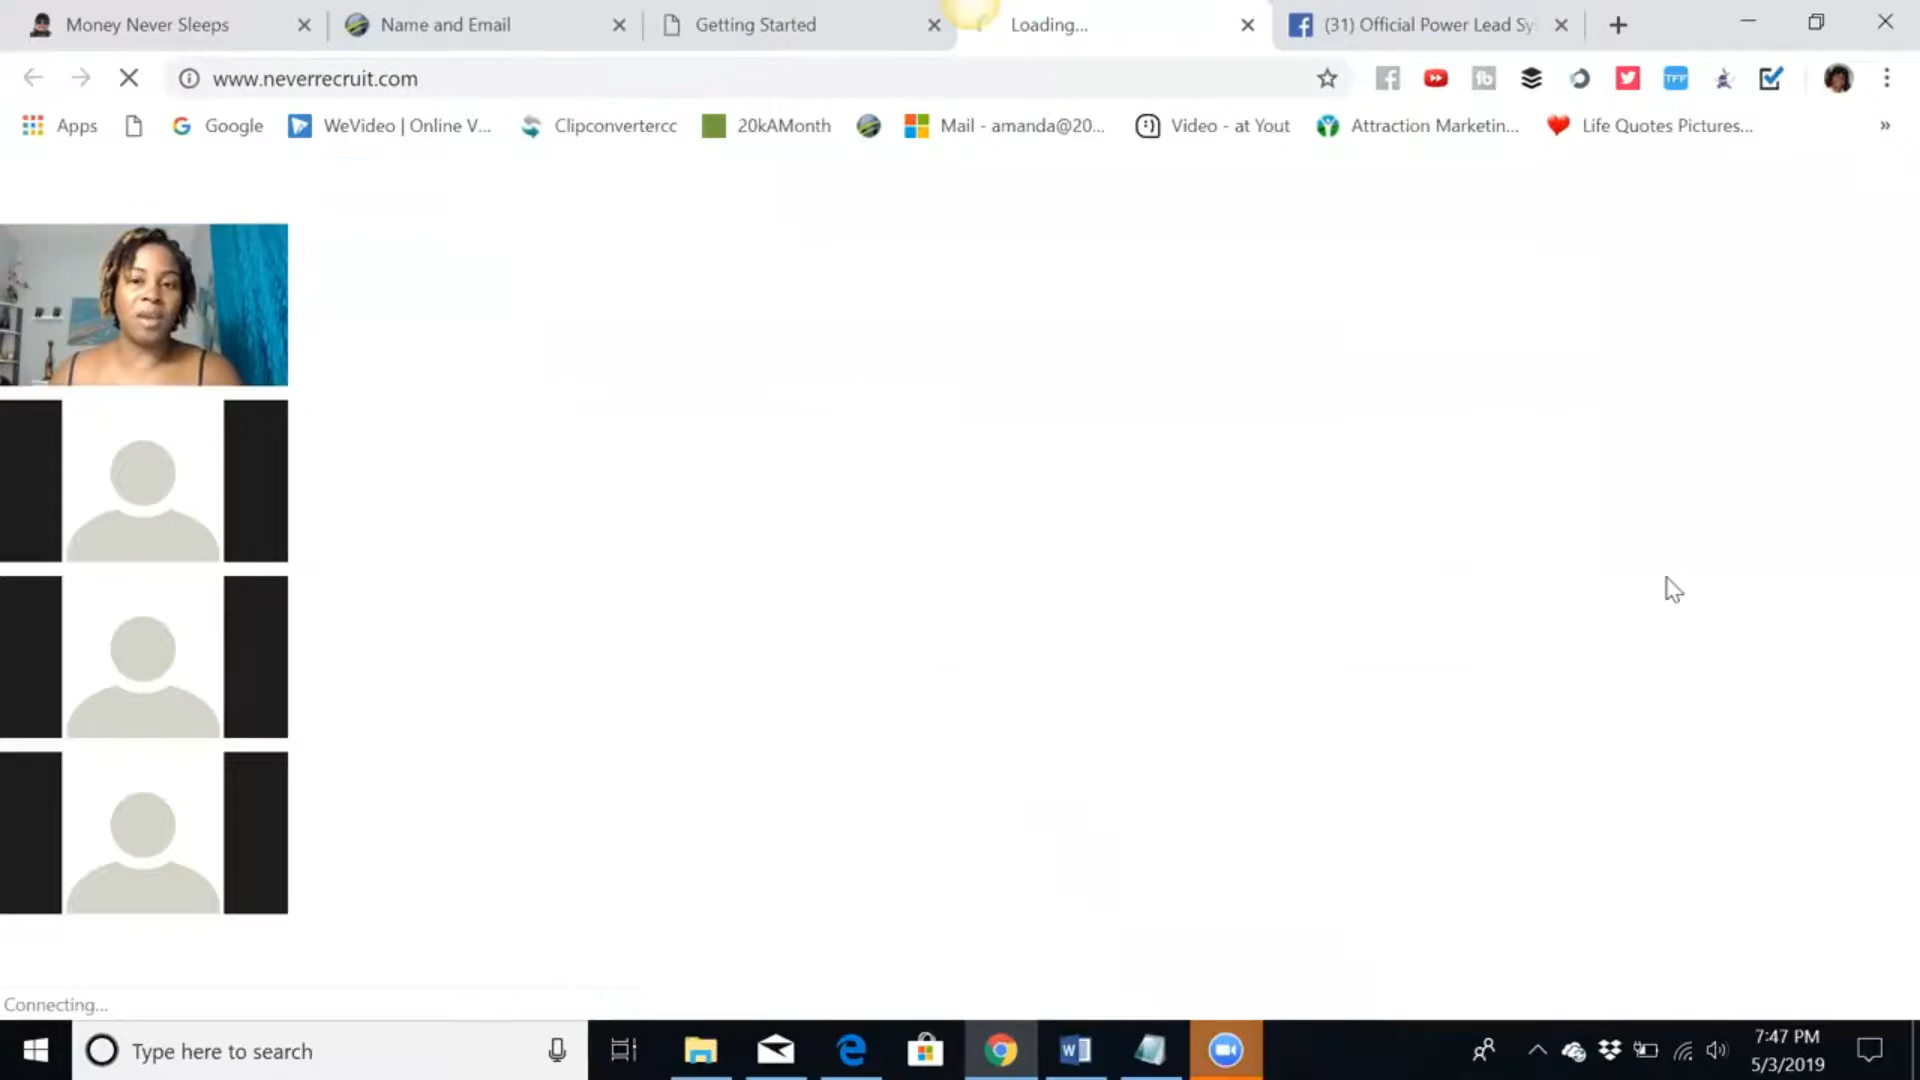 Money Never Sleeps
Name and Email
Getting Started
Loading...
(31) Official Power Lead Sy
www.neverrecruit.com
fb
TFF
Apps
Google
WeVideo | Online V...
Clipconvertercc
20kAMonth
Mail - amanda@20...
Video - at Yout
Attraction Marketin...
Life Quotes Pictures...
»
Connecting...
Type here to search
7:47 PM
5/3/2019